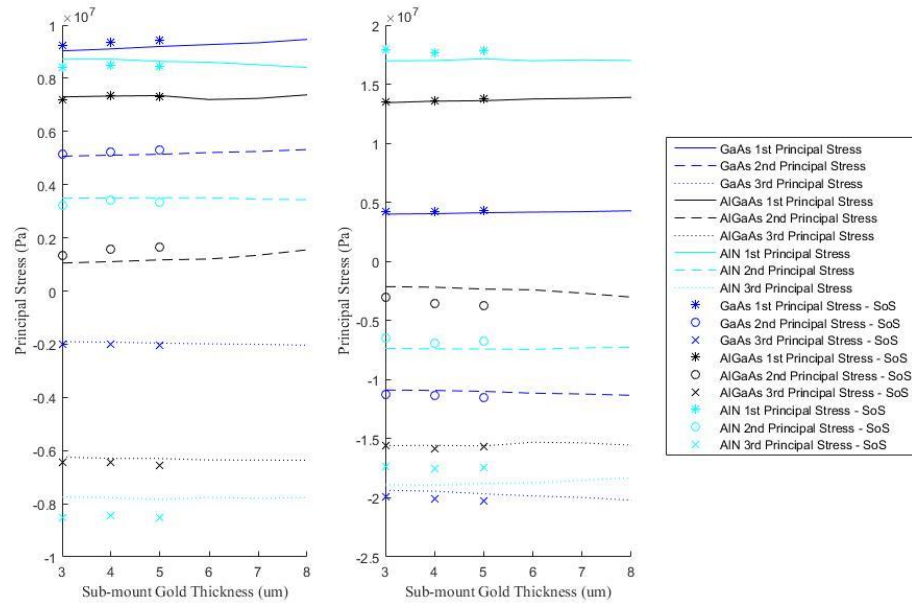 ×10⁷
1
0.8
0.6
0.4
0.2
0
-0.2
-0.4
-0.6
-0.8
-1
Principal Stress (Pa)
3 4 5 6 7 8
Sub-mount Gold Thickness (um)
×10⁷
2
1.5
1
0.5
0
-0.5
-1
-1.5
-2
-2.5
Principal Stress (Pa)
3 4 5 6 7 8
Sub-mount Gold Thickness (um)
GaAs 1st Principal Stress
GaAs 2nd Principal Stress
GaAs 3rd Principal Stress
AlGaAs 1st Principal Stress
AlGaAs 2nd Principal Stress
AlGaAs 3rd Principal Stress
AlN 1st Principal Stress
AlN 2nd Principal Stress
AlN 3rd Principal Stress
GaAs 1st Principal Stress - SoS
GaAs 2nd Principal Stress - SoS
GaAs 3rd Principal Stress - SoS
AlGaAs 1st Principal Stress - SoS
AlGaAs 2nd Principal Stress - SoS
AlGaAs 3rd Principal Stress - SoS
AlN 1st Principal Stress - SoS
AlN 2nd Principal Stress - SoS
AlN 3rd Principal Stress - SoS